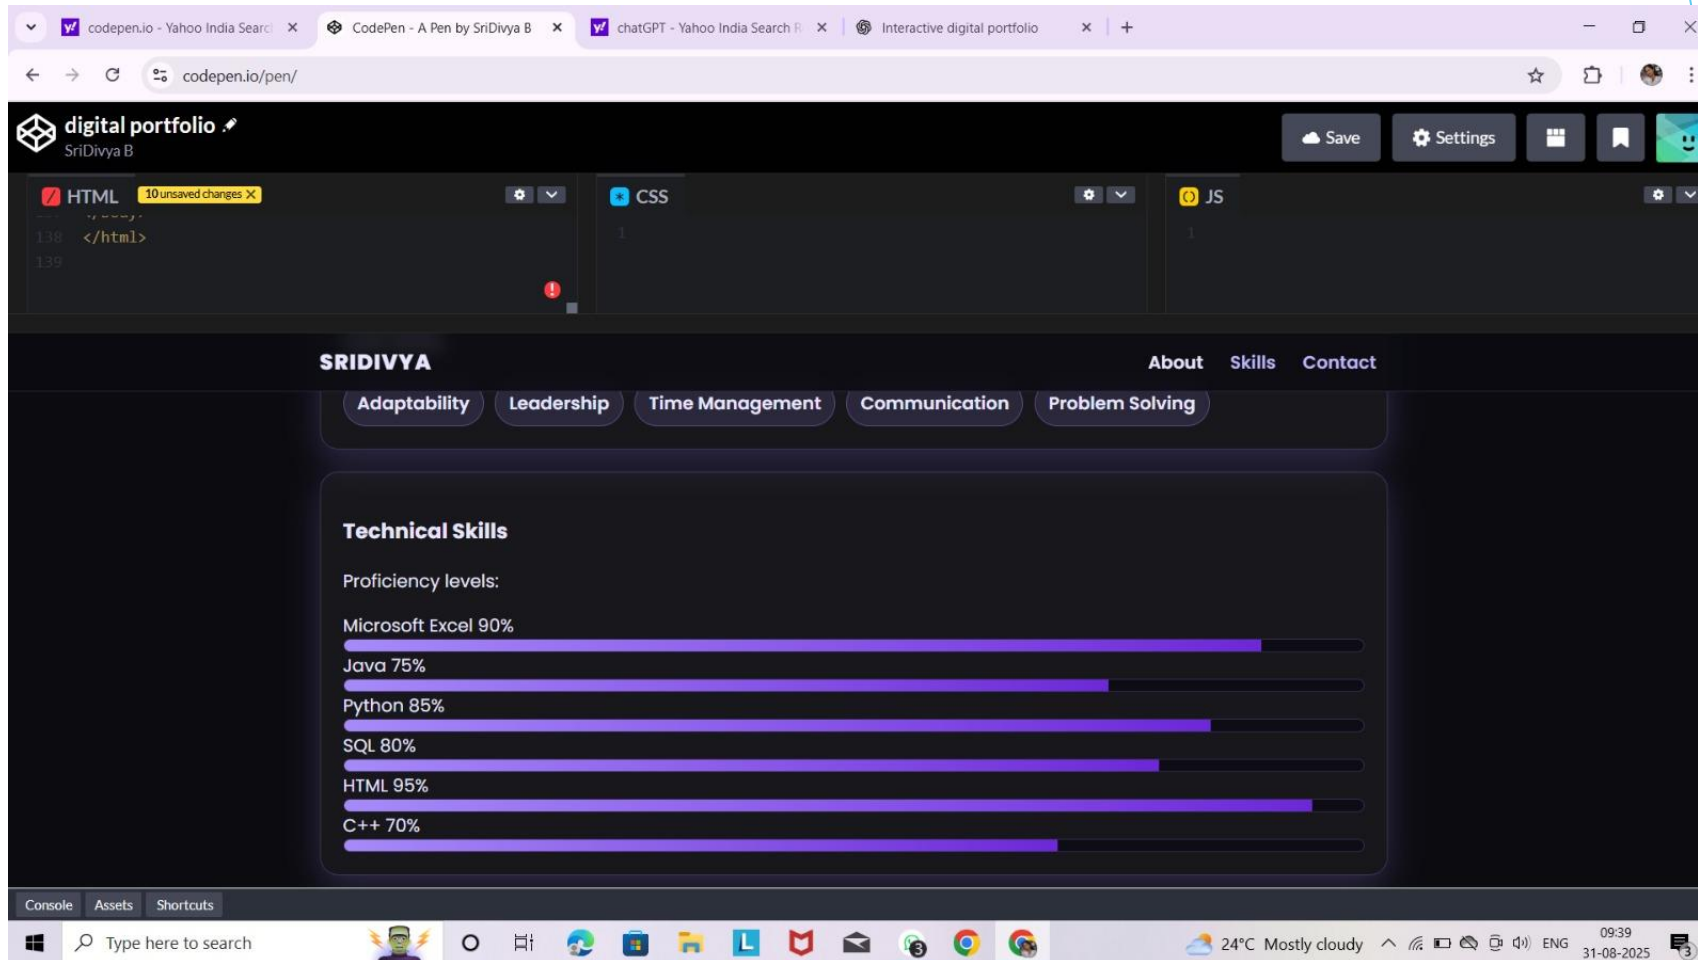 codepen.io - Yahoo India Searc
CodePen - A Pen by SriDivya B
chatGPT - Yahoo India Search R
Interactive digital portfolio
codepen.io/pen/
digital portfolio
SriDivya B
Save
Settings
HTML
10 unsaved changes X
CSS
JS
138 </html>
139
1
1
SRIDIVYA
About Skills Contact
Adaptability Leadership Time Management Communication Problem Solving
Technical Skills
Proficiency levels:
Microsoft Excel 90%
Java 75%
Python 85%
SQL 80%
HTML 95%
C++ 70%
Console Assets Shortcuts
Type here to search
L
3
24°C Mostly cloudy
ENG
09:39
31-08-2025
3